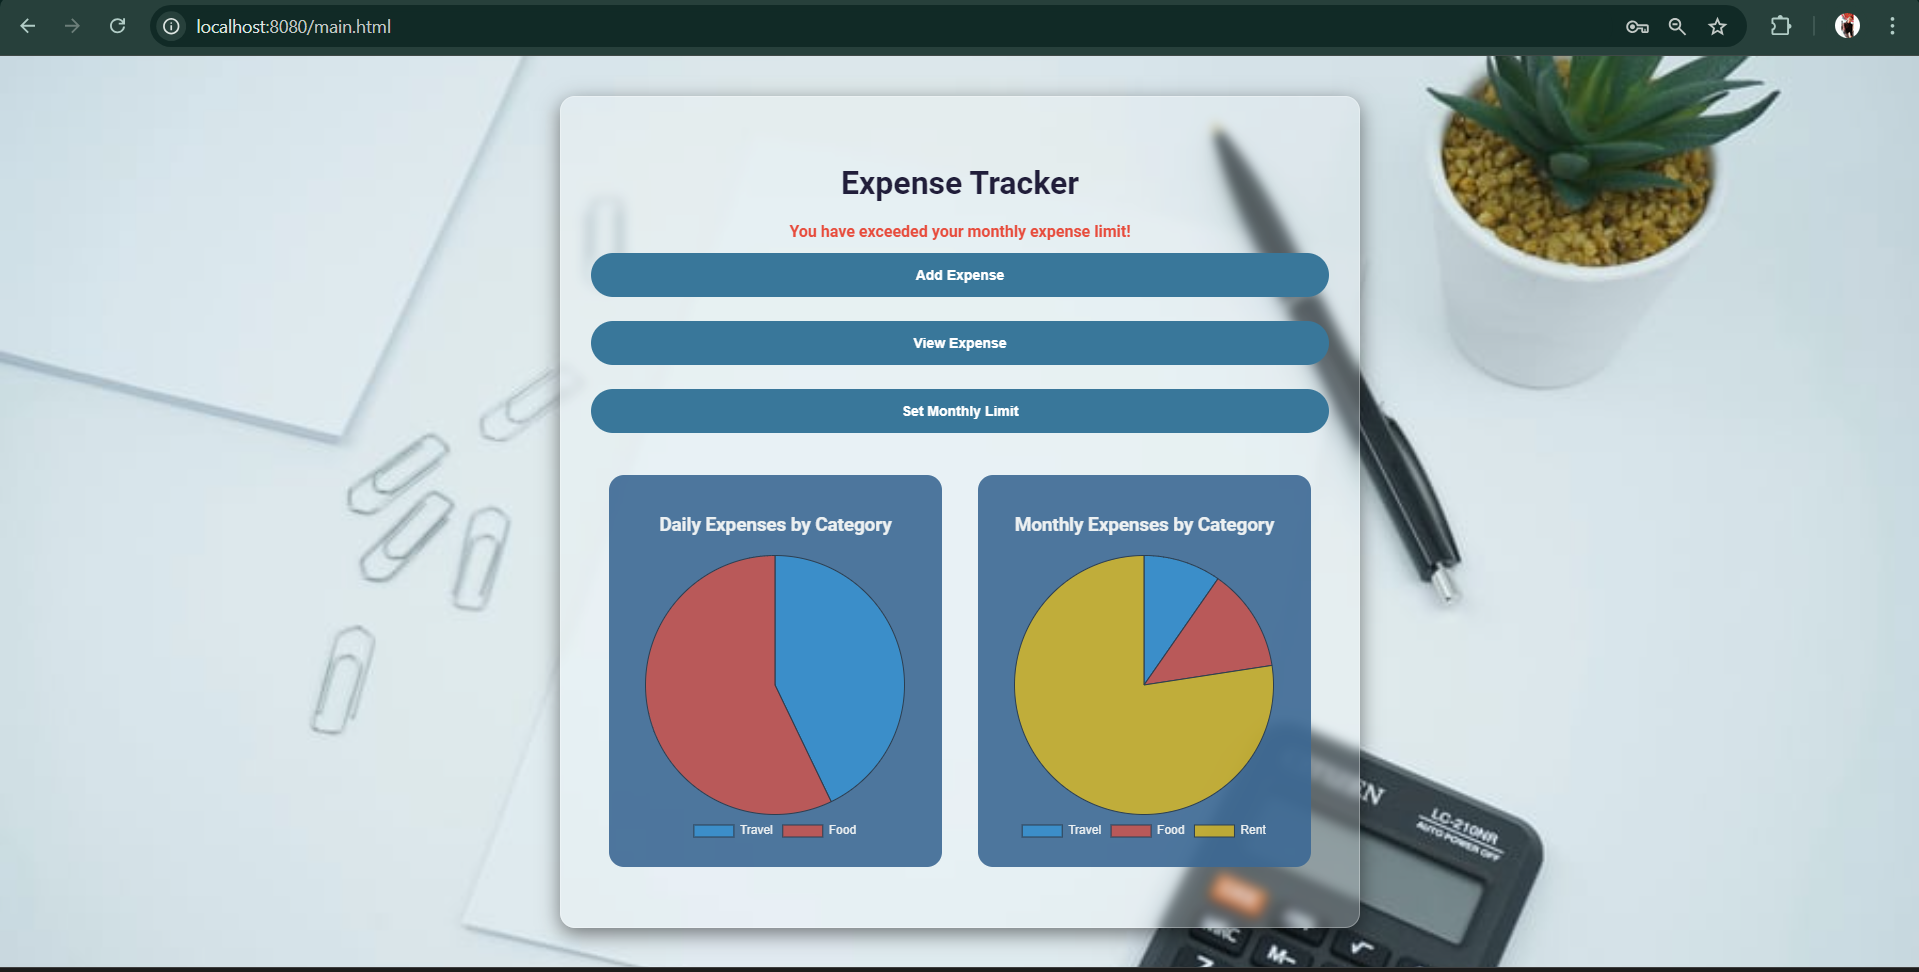 localhost:8080/main.html
Expense Tracker
You have exceeded your monthly expense limit!
Add Expense
View Expense
Set Monthly Limit
Daily Expenses by Category
Monthly Expenses by Category
Travel Food
Travel Food Rent
LC-210NR
AUTO POWER OFF
M−
√